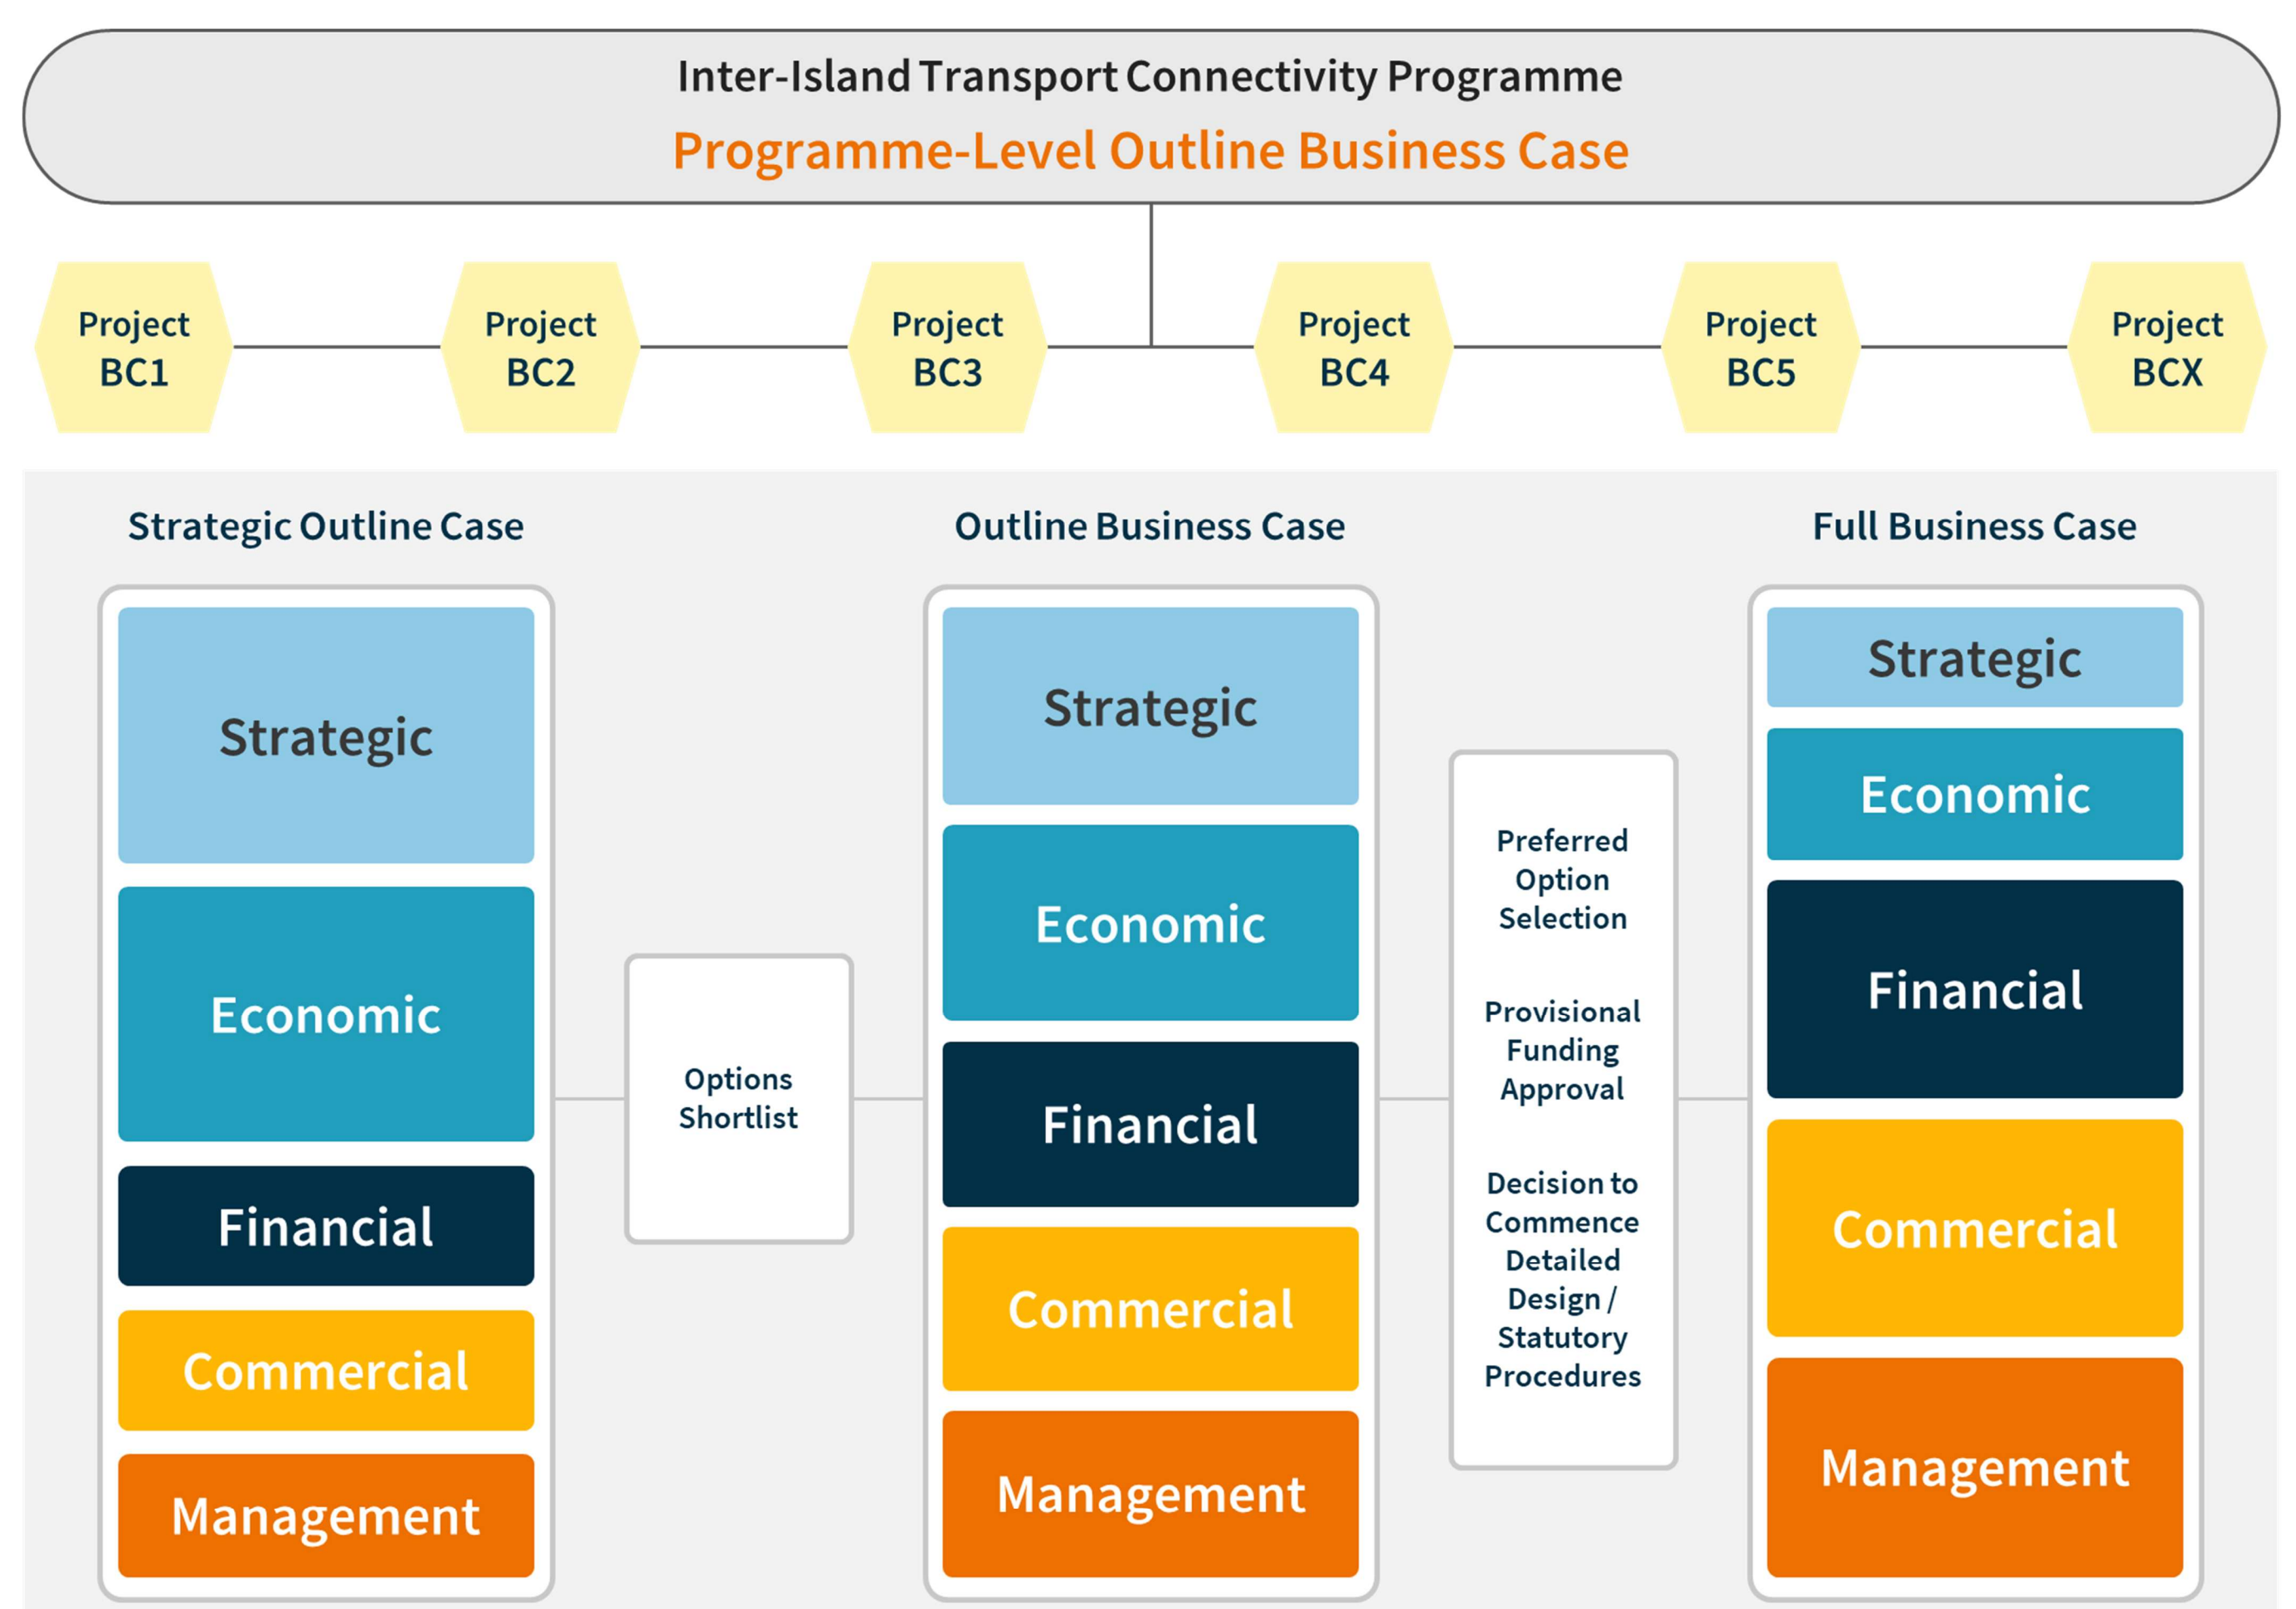 Inter-Island Transport Connectivity Programme
Programme-Level Outline Business Case
Project
BC1
Project
BC2
Project
BC3
Project
BC4
Project
BC5
Project
BCX
Strategic Outline Case
Strategic
Economic
Financial
Commercial
Management
Options
Shortlist
Outline Business Case
Strategic
Economic
Financial
Commercial
Management
Preferred
Option
Selection
Provisional
Funding
Approval
Decision to
Commence
Detailed
Design /
Statutory
Procedures
Full Business Case
Strategic
Economic
Financial
Commercial
Management